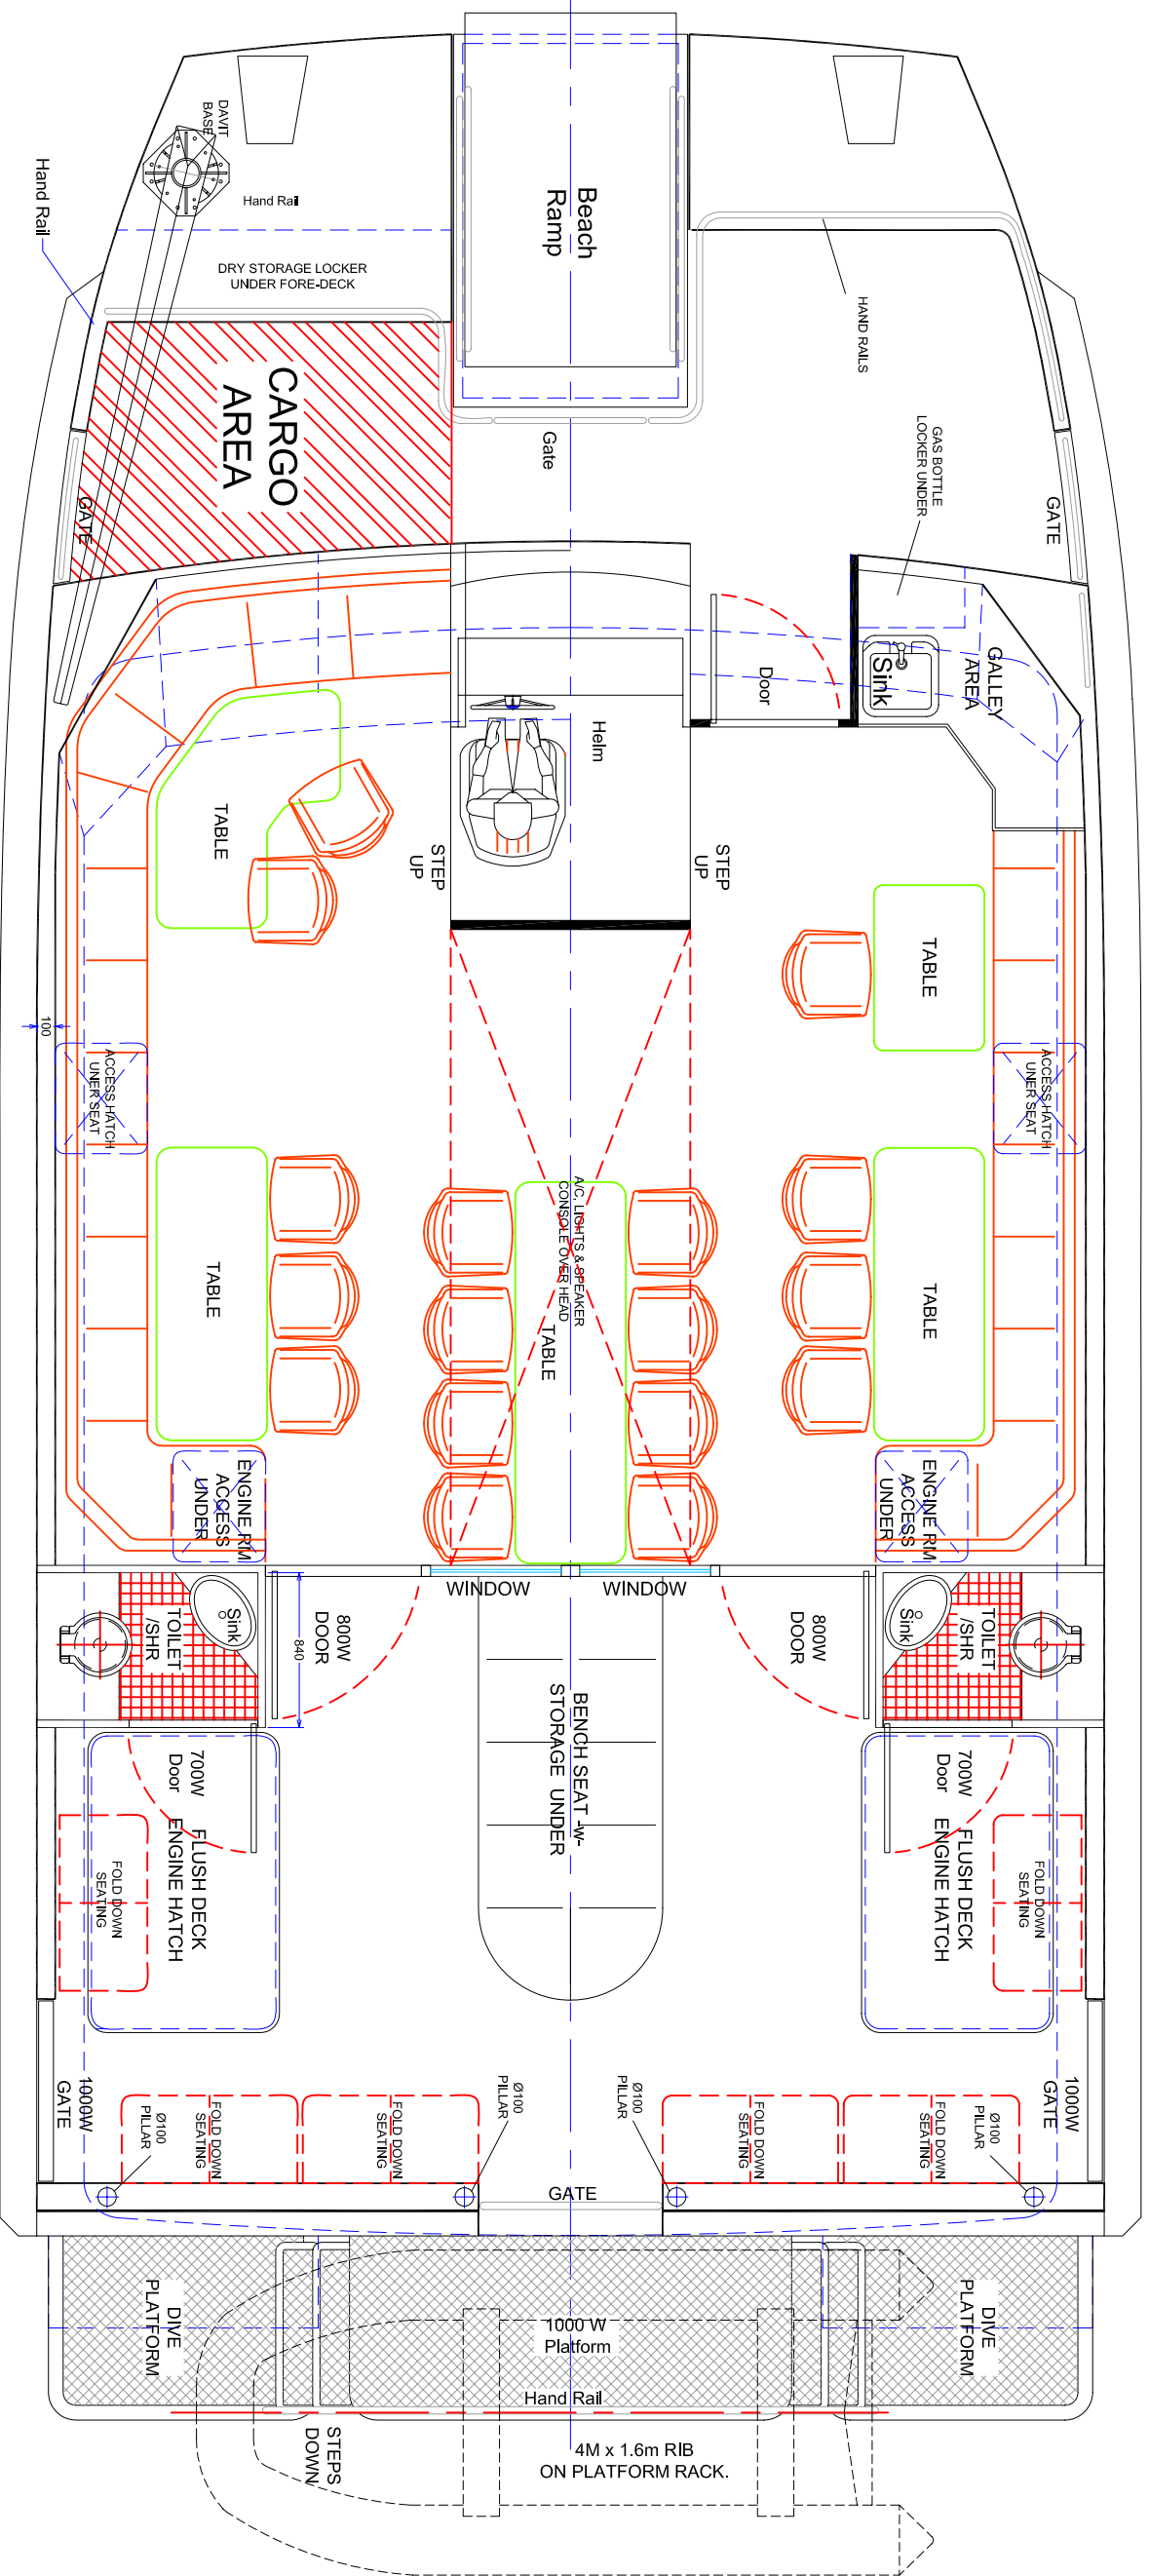 DAVIT
BASE
Hand Rail
Hand Rail
DRY STORAGE LOCKER
UNDER FORE-DECK
Beach
Ramp
HAND RAILS
CARGO
AREA
GATE
Gate
GAS BOTTLE
LOCKER UNDER
GATE
GALLEY
AREA
Sink
Door
Helm
STEP
UP
STEP
UP
TABLE
TABLE
100
ACCESS HATCH
UNER SEAT
ACCESS HATCH
UNER SEAT
A/C, LIGHTS & SPEAKER
CONSOLE OVER HEAD
TABLE
TABLE
TABLE
ENGINE RM
ACCESS
UNDER
ENGINE RM
ACCESS
UNDER
WINDOW
WINDOW
TOILET
/SHR
Sink
840
800W
DOOR
800W
DOOR
Sink
TOILET
/SHR
BENCH SEAT -w-
STORAGE UNDER
700W
Door
FLUSH DECK
ENGINE HATCH
FOLD DOWN
SEATING
700W
Door
FLUSH DECK
ENGINE HATCH
FOLD DOWN
SEATING
1000W
GATE
Ø100
PILLAR
FOLD DOWN
SEATING
FOLD DOWN
SEATING
Ø100
PILLAR
Ø100
PILLAR
FOLD DOWN
SEATING
FOLD DOWN
SEATING
Ø100
PILLAR
1000W
GATE
GATE
DIVE
PLATFORM
1000 W
Platform
DIVE
PLATFORM
Hand Rail
STEPS
DOWN
4M x 1.6m RIB
ON PLATFORM RACK.